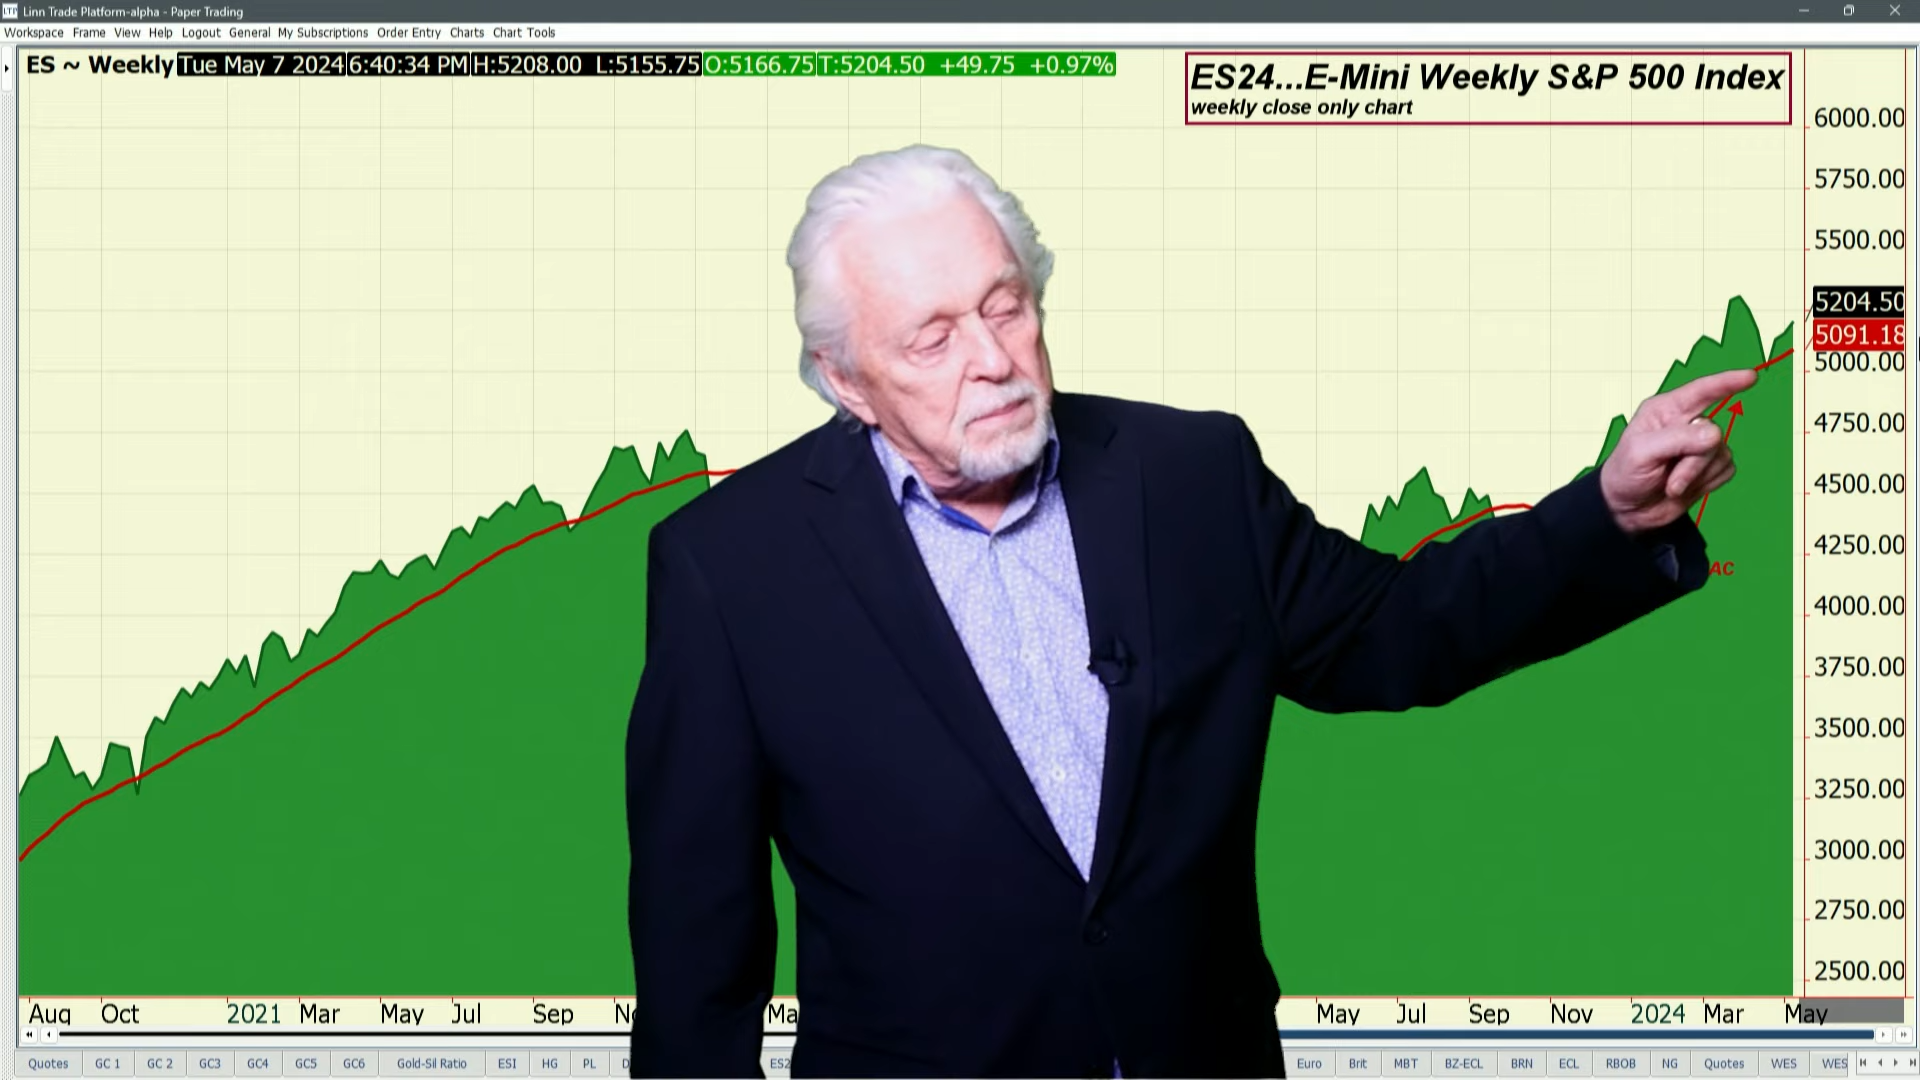 LTP Linn Trade Platform-alpha - Paper Trading
Workspace Frame View Help Logout General My Subscriptions Order Entry Charts Chart Tools
ES ~ Weekly Tue May 7 2024 6:40:34 PM H:5208.00 L:5155.75 O:5166.75 T:5204.50 +49.75 +0.97%
ES24...E-Mini Weekly S&P 500 Index
weekly close only chart
6000.00
5750.00
5500.00
5204.50
5091.18
5000.00
4750.00
4500.00
4250.00
AC
4000.00
3750.00
3500.00
3250.00
3000.00
2750.00
2500.00
Aug Oct 2021 Mar May Jul Sep May Jul Sep Nov 2024 Mar May
Quotes GC 1 GC 2 GC3 GC4 GC5 GC6 Gold-Sil Ratio ESI HG PL Euro Brit MBT BZ-ECL BRN ECL RBOB NG Quotes WES WES